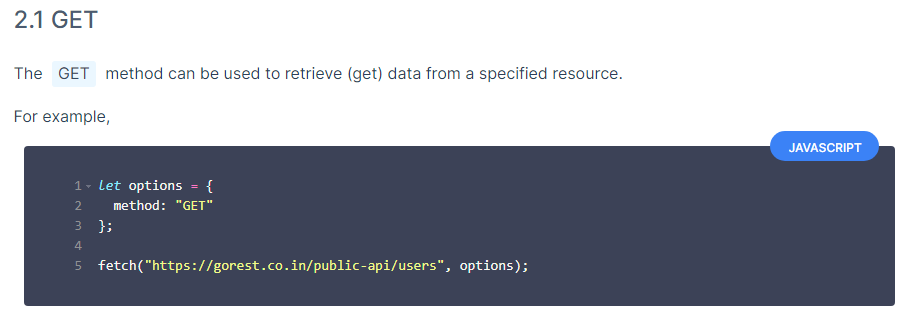 2.1 GET
The GET method can be used to retrieve (get) data from a specified resource.
For example,
JAVASCRIPT
1 let options = {
2   method: "GET"
3 };
4
5 fetch("https://gorest.co.in/public-api/users", options);